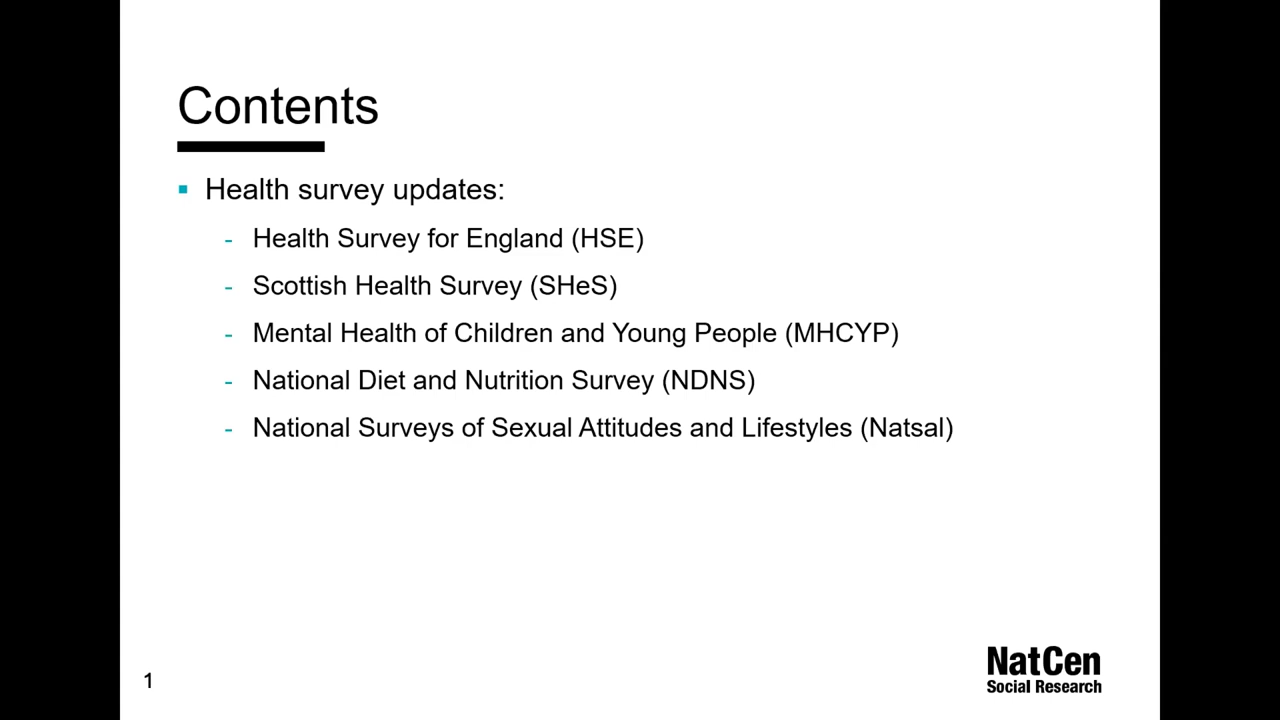 Contents
▪ Health survey updates:
- Health Survey for England (HSE)
- Scottish Health Survey (SHeS)
- Mental Health of Children and Young People (MHCYP)
- National Diet and Nutrition Survey (NDNS)
- National Surveys of Sexual Attitudes and Lifestyles (Natsal)
1
NatCen
Social Research